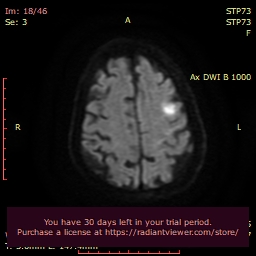 Im: 18/46
Se: 3
A
STP73
STP73
F
Ax DWI B 1000
R
L
You have 30 days left in your trial period.
Purchase a license at https://radiantviewer.com/store/